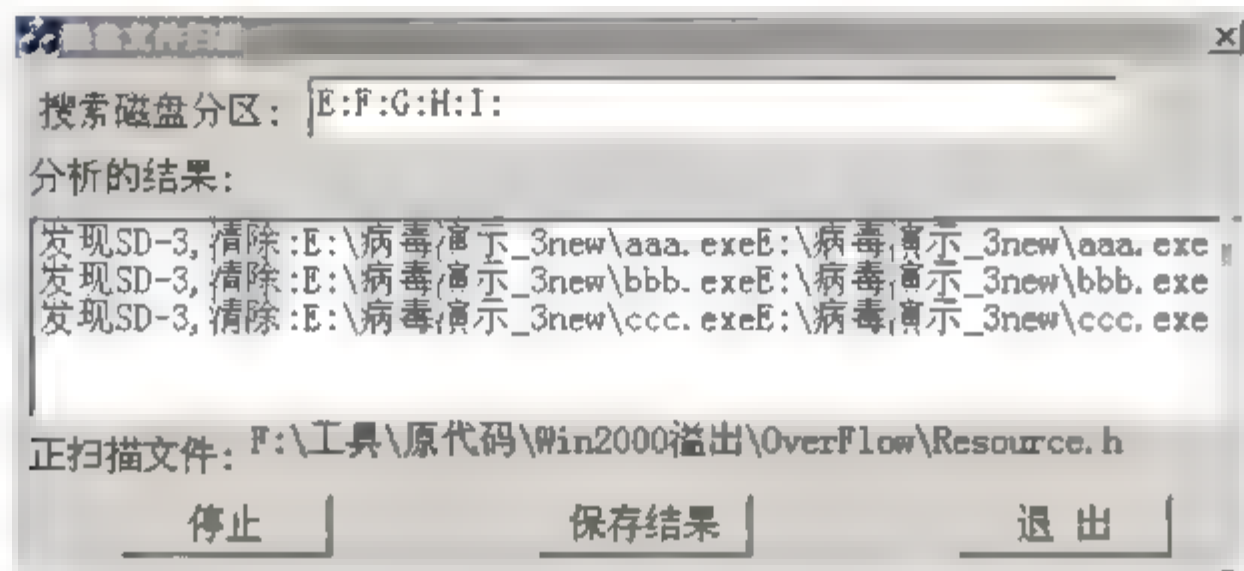 文件扫描
搜索磁盘分区: E:F:G:H:I:
分析的结果:
发现SD-3,清除:E:\病毒演示_3new\aaa.exeE:\病毒演示_3new\aaa.exe
发现SD-3,清除:E:\病毒演示_3new\bbb.exeE:\病毒演示_3new\bbb.exe
发现SD-3,清除:E:\病毒演示_3new\ccc.exeE:\病毒演示_3new\ccc.exe
正扫描文件: F:\工具\原代码\Win2000溢出\OverFlow\Resource.h
停止 保存结果 退出